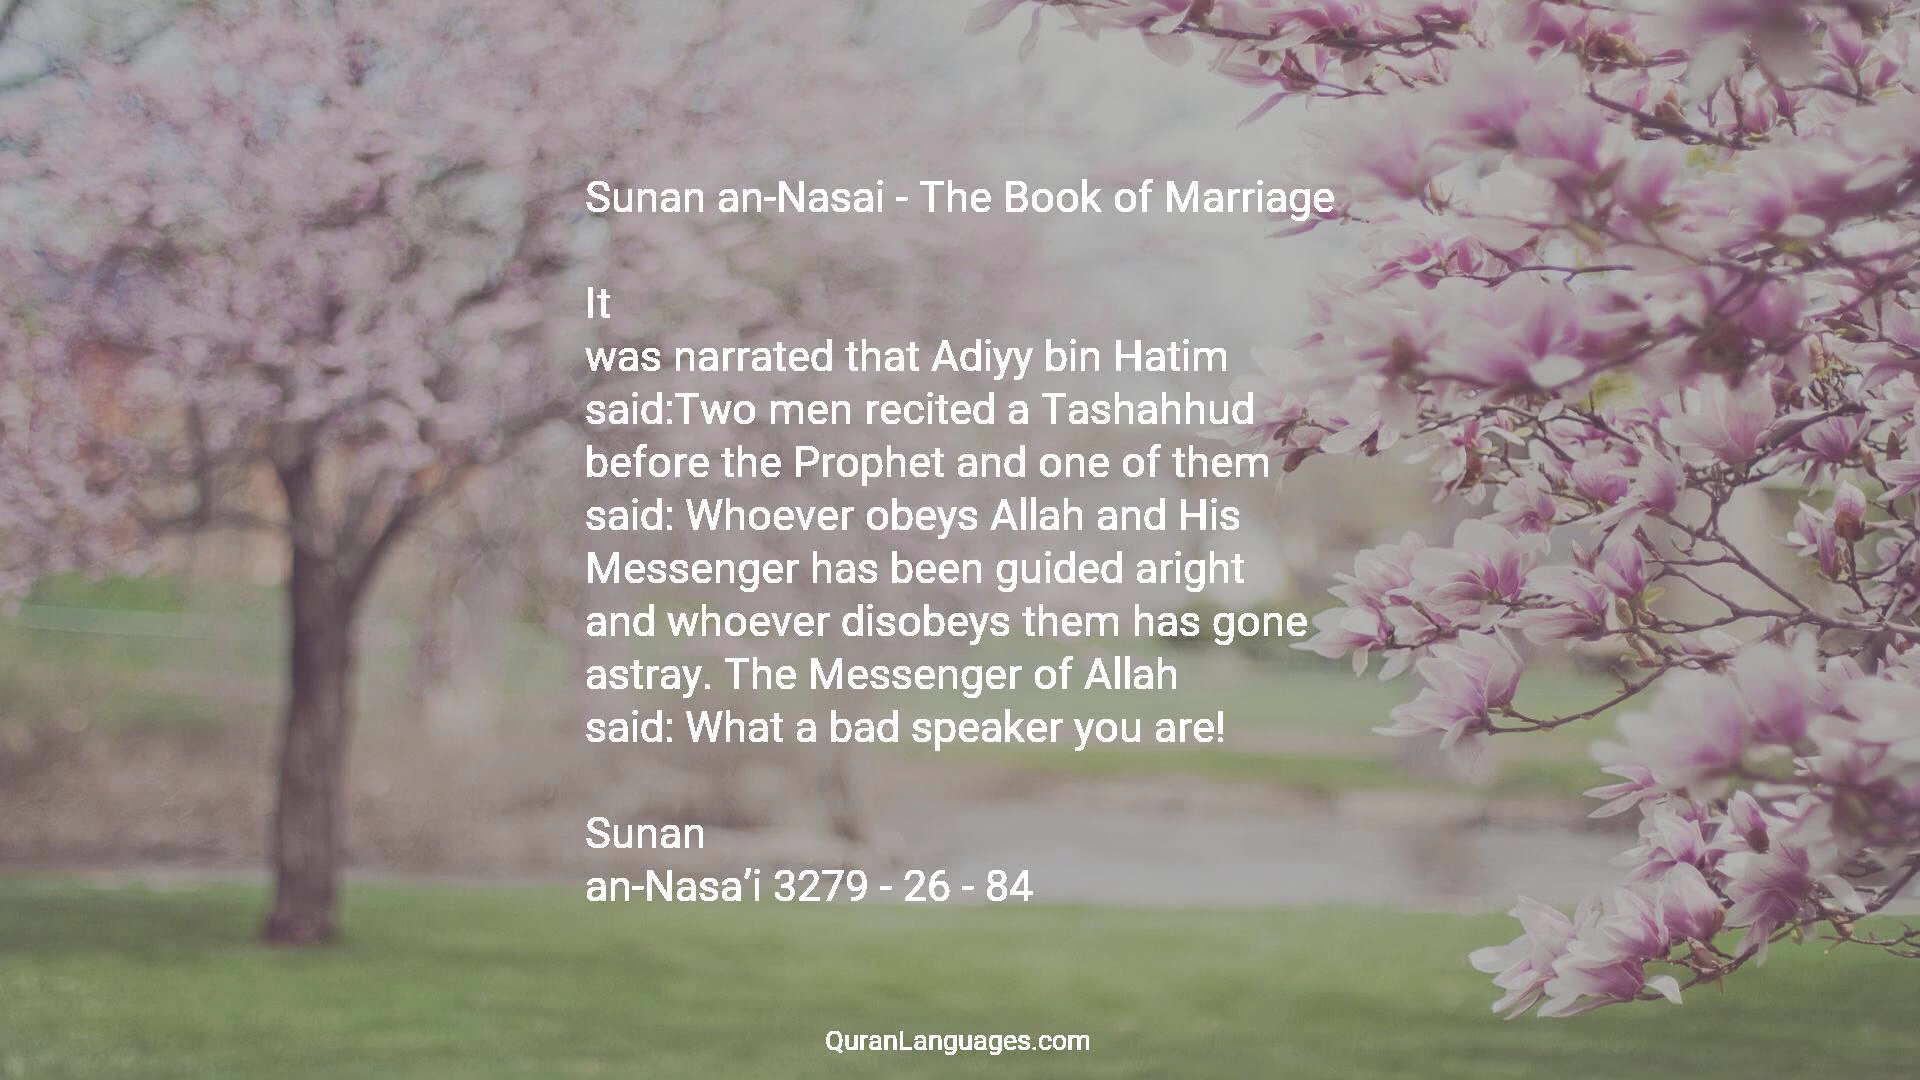 Sunan an-Nasai - The Book of Marriage
It
was narrated that Adiyy bin Hatim
said:Two men recited a Tashahhud
before the Prophet and one of them
said: Whoever obeys Allah and His
Messenger has been guided aright
and whoever disobeys them has gone
astray. The Messenger of Allah
said: What a bad speaker you are!
Sunan
an-Nasa’i 3279 - 26 - 84
QuranLanguages.com